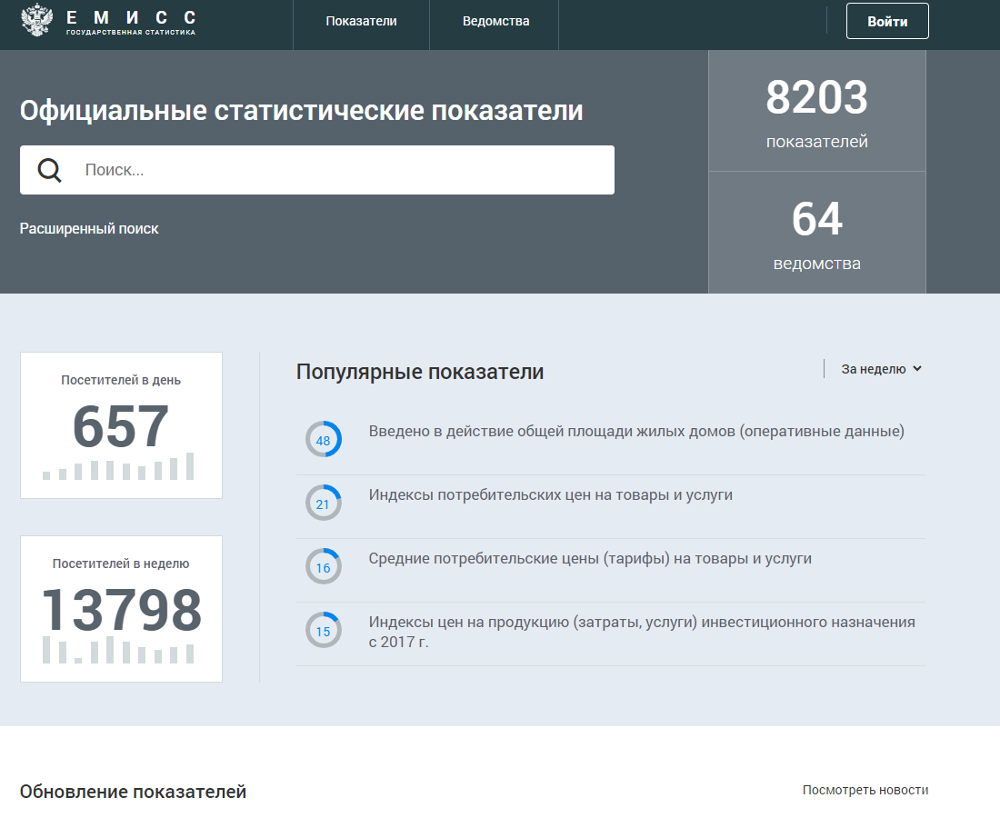 Е М И С С
ГОСУДАРСТВЕННАЯ СТАТИСТИКА
Показатели
Ведомства
Войти
Официальные статистические показатели
Поиск...
Расширенный поиск
8203
показателей
64
ведомства
Посетителей в день
657
Посетителей в неделю
13798
Популярные показатели
За неделю
48
Введено в действие общей площади жилых домов (оперативные данные)
21
Индексы потребительских цен на товары и услуги
16
Средние потребительские цены (тарифы) на товары и услуги
15
Индексы цен на продукцию (затраты, услуги) инвестиционного назначения
с 2017 г.
Обновление показателей
Посмотреть новости